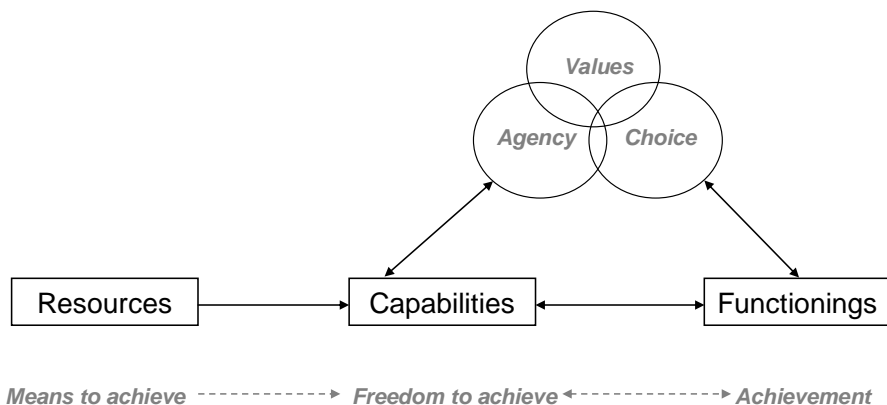 Values
Agency Choice
Resources Capabilities Functionings
Means to achieve Freedom to achieve Achievement